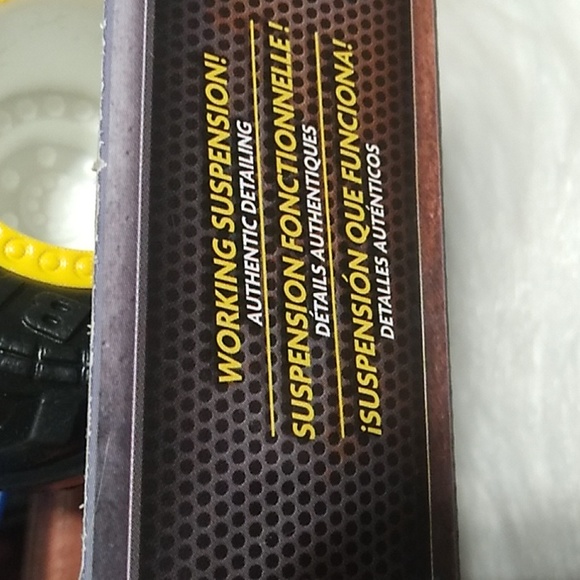 WORKING SUSPENSION!
AUTHENTIC DETAILING
SUSPENSION FONCTIONNELLE !
DÉTAILS AUTHENTIQUES
¡SUSPENSIÓN QUE FUNCIONA!
DETALLES AUTÉNTICOS